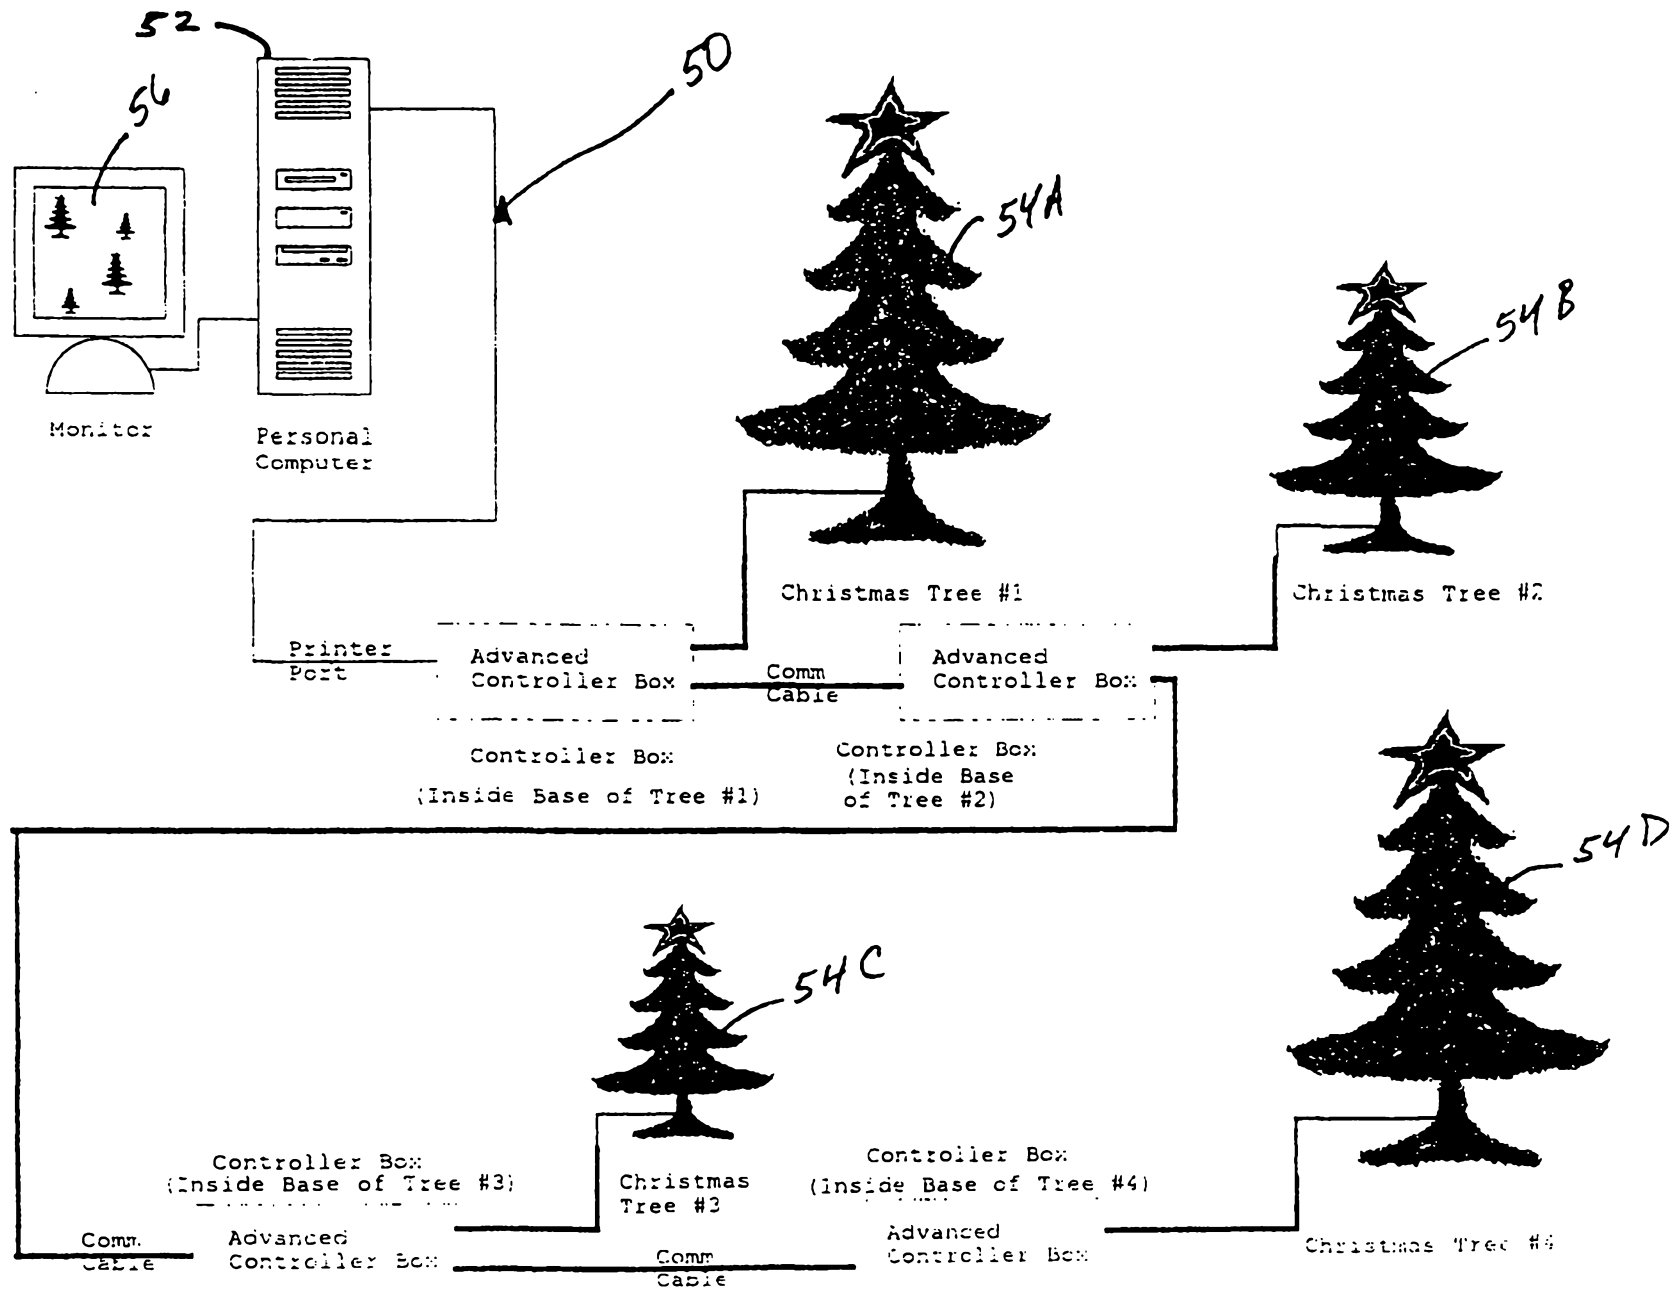 52
50
56
54A
54B
Monitor
Personal
Computer
Christmas Tree #1
Christmas Tree #2
Printer
Port
Advanced
Controller Box
Comm
Cable
Advanced
Controller Box
Controller Box
(Inside Base of Tree #1)
Controller Box
(Inside Base
of Tree #2)
54D
54C
Controller Box
(Inside Base of Tree #3)
Christmas
Tree #3
Controller Box
(Inside Base of Tree #4)
Comm
Cable
Advanced
Controller Box
Comm
Cable
Advanced
Controller Box
Christmas Tree #4